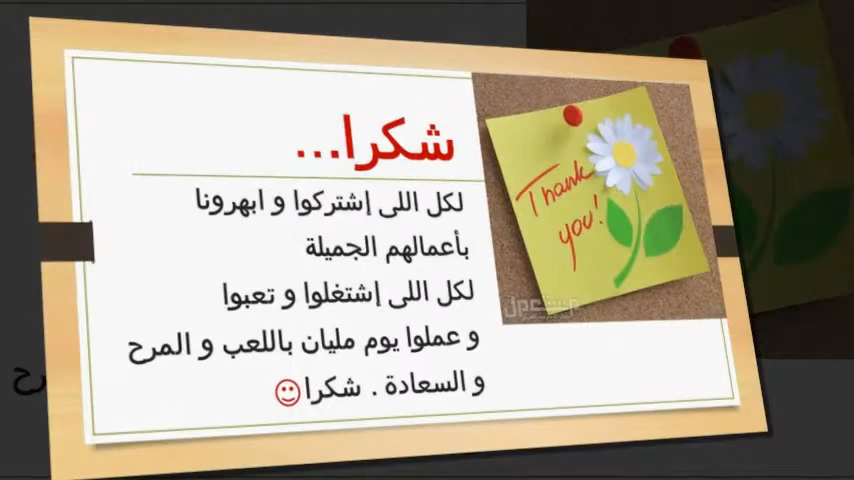 شكرا...
لكل اللى إشتركوا و ابهرونا
بأعمالهم الجميلة
لكل اللى إشتغلوا و تعبوا
و عملوا يوم مليان باللعب و المرح
و السعادة . شكرا
Thank
you!